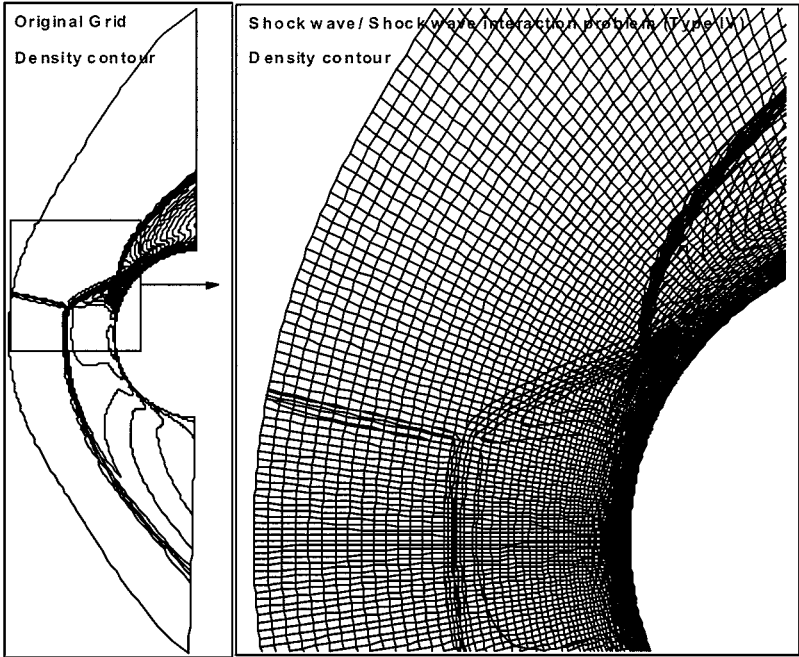 Original Grid
Density contour
Shock wave/ Shock wave interaction problem (Type IV)
Density contour